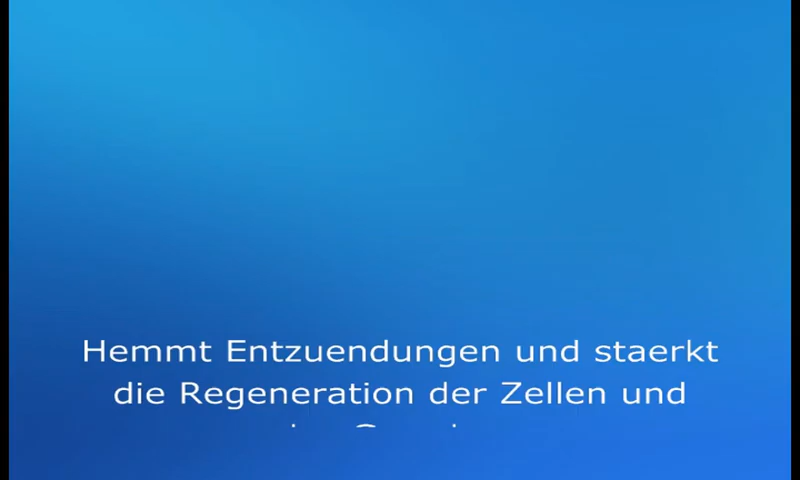 Hemmt Entzuendungen und staerkt
die Regeneration der Zellen und